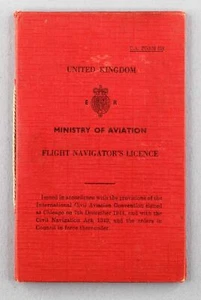 UNITED KINGDOM
E R
MINISTRY OF AVIATION
FLIGHT NAVIGATOR'S LICENCE
Issued in accordance with the provisions of the
International Civil Aviation Convention signed
at Chicago on 7th December 1944, and with the
Civil Navigation Act, 1949, and the orders in
Council in force thereunder